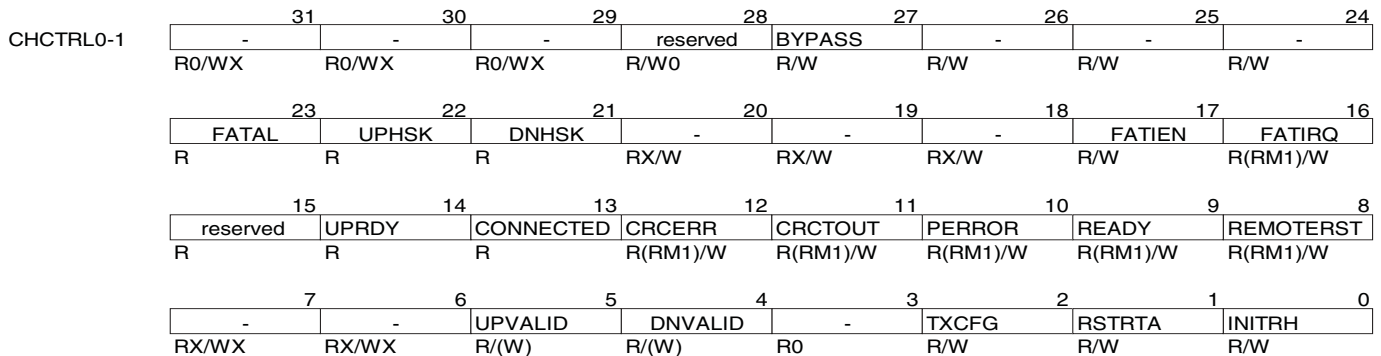 31 30 29 28 27 26 25 24
CHCTRL0-1 - - - reserved BYPASS - - -
R0/WX R0/WX R0/WX R/W0 R/W R/W R/W R/W
23 22 21 20 19 18 17 16
FATAL UPHSK DNHSK - - - FATIEN FATIRQ
R R R RX/W RX/W RX/W R/W R(RM1)/W
15 14 13 12 11 10 9 8
reserved UPRDY CONNECTED CRCERR CRCTOUT PERROR READY REMOTERST
R R R R(RM1)/W R(RM1)/W R(RM1)/W R(RM1)/W R(RM1)/W
7 6 5 4 3 2 1 0
- - UPVALID DNVALID - TXCFG RSTRTA INITRH
RX/WX RX/WX R/(W) R/(W) R0 R/W R/W R/W